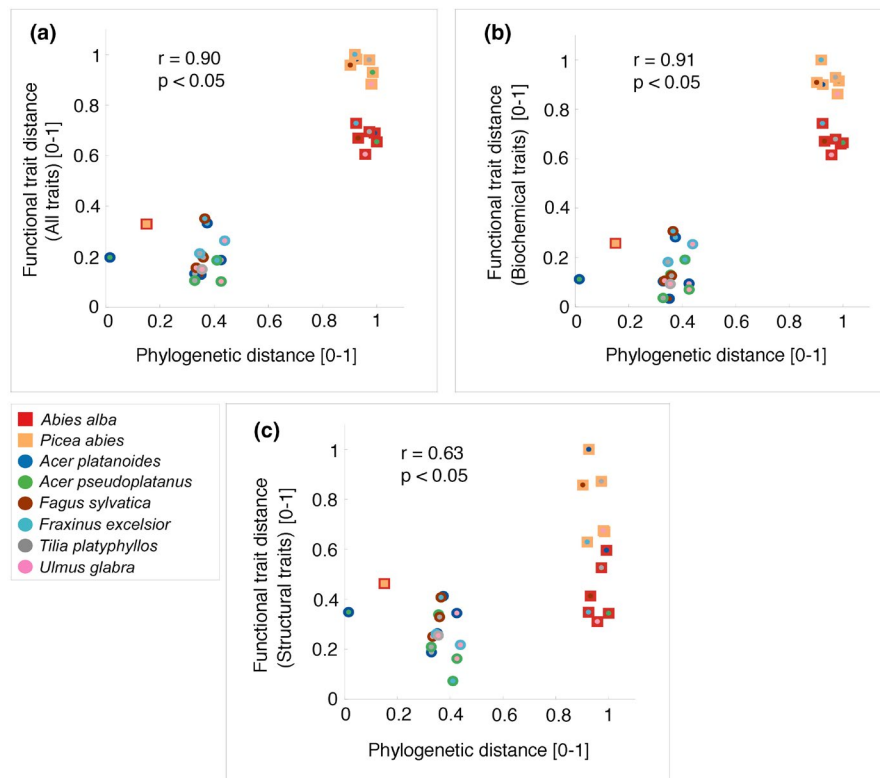 (a)
r = 0.90
p < 0.05
Functional trait distance
(All traits) [0-1]
1
0.8
0.6
0.4
0.2
0
0
0.2
0.4
0.6
0.8
1
Phylogenetic distance [0-1]
(b)
r = 0.91
p < 0.05
Functional trait distance
(Biochemical traits) [0-1]
1
0.8
0.6
0.4
0.2
0
0
0.2
0.4
0.6
0.8
1
Phylogenetic distance [0-1]
Abies alba
Picea abies
Acer platanoides
Acer pseudoplatanus
Fagus sylvatica
Fraxinus excelsior
Tilia platyphyllos
Ulmus glabra
(c)
r = 0.63
p < 0.05
Functional trait distance
(Structural traits) [0-1]
1
0.8
0.6
0.4
0.2
0
0
0.2
0.4
0.6
0.8
1
Phylogenetic distance [0-1]